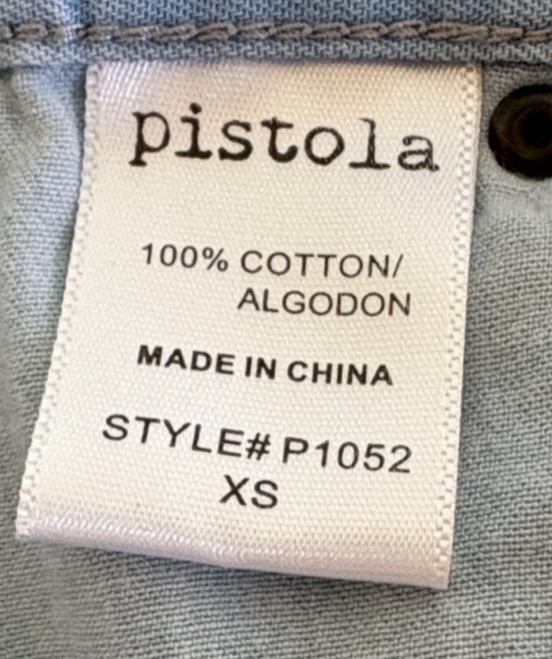 pistola
100% COTTON/
ALGODON
MADE IN CHINA
STYLE# P1052
XS